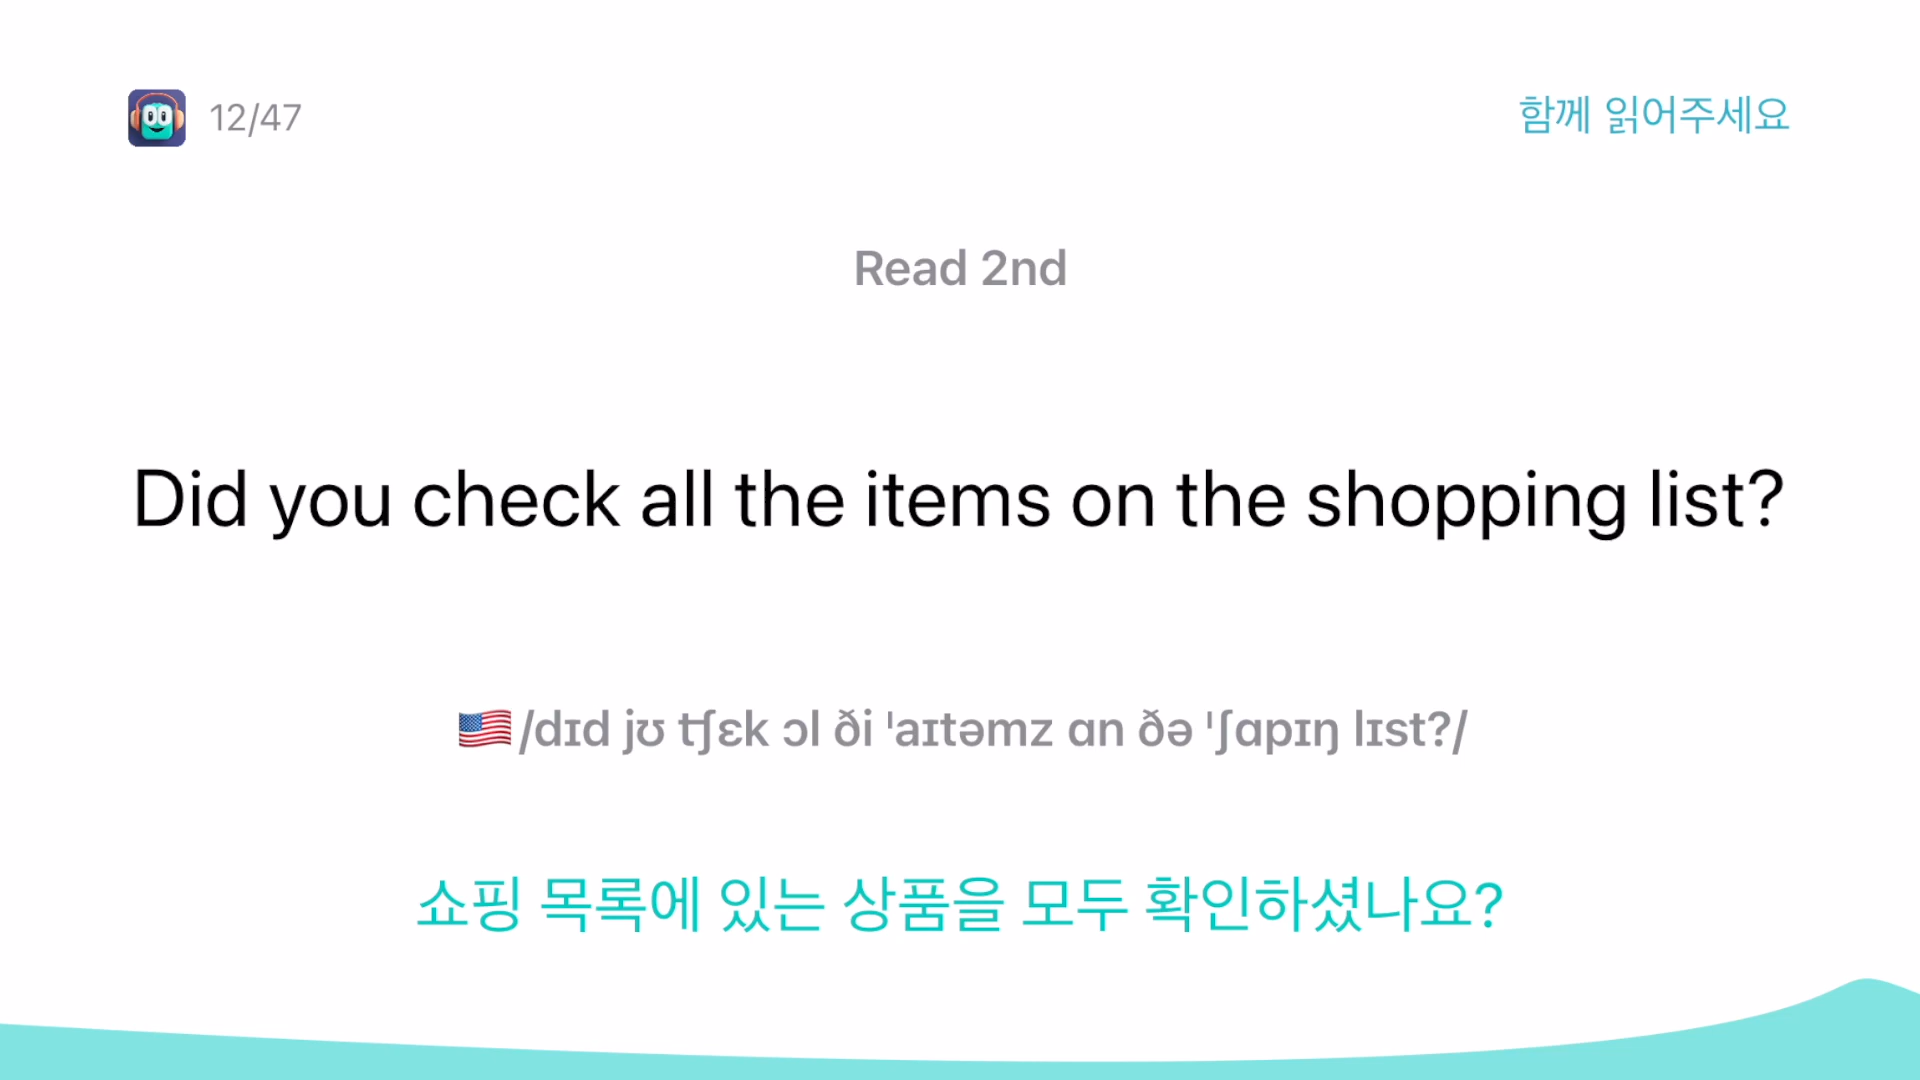 12/47
함께 읽어주세요
Read 2nd
Did you check all the items on the shopping list?
🇺🇸/dɪd jʊ ʧɛk ɔl ði ˈaɪtəmz ɑn ðə ˈʃɑpɪŋ lɪst?/
쇼핑 목록에 있는 상품을 모두 확인하셨나요?